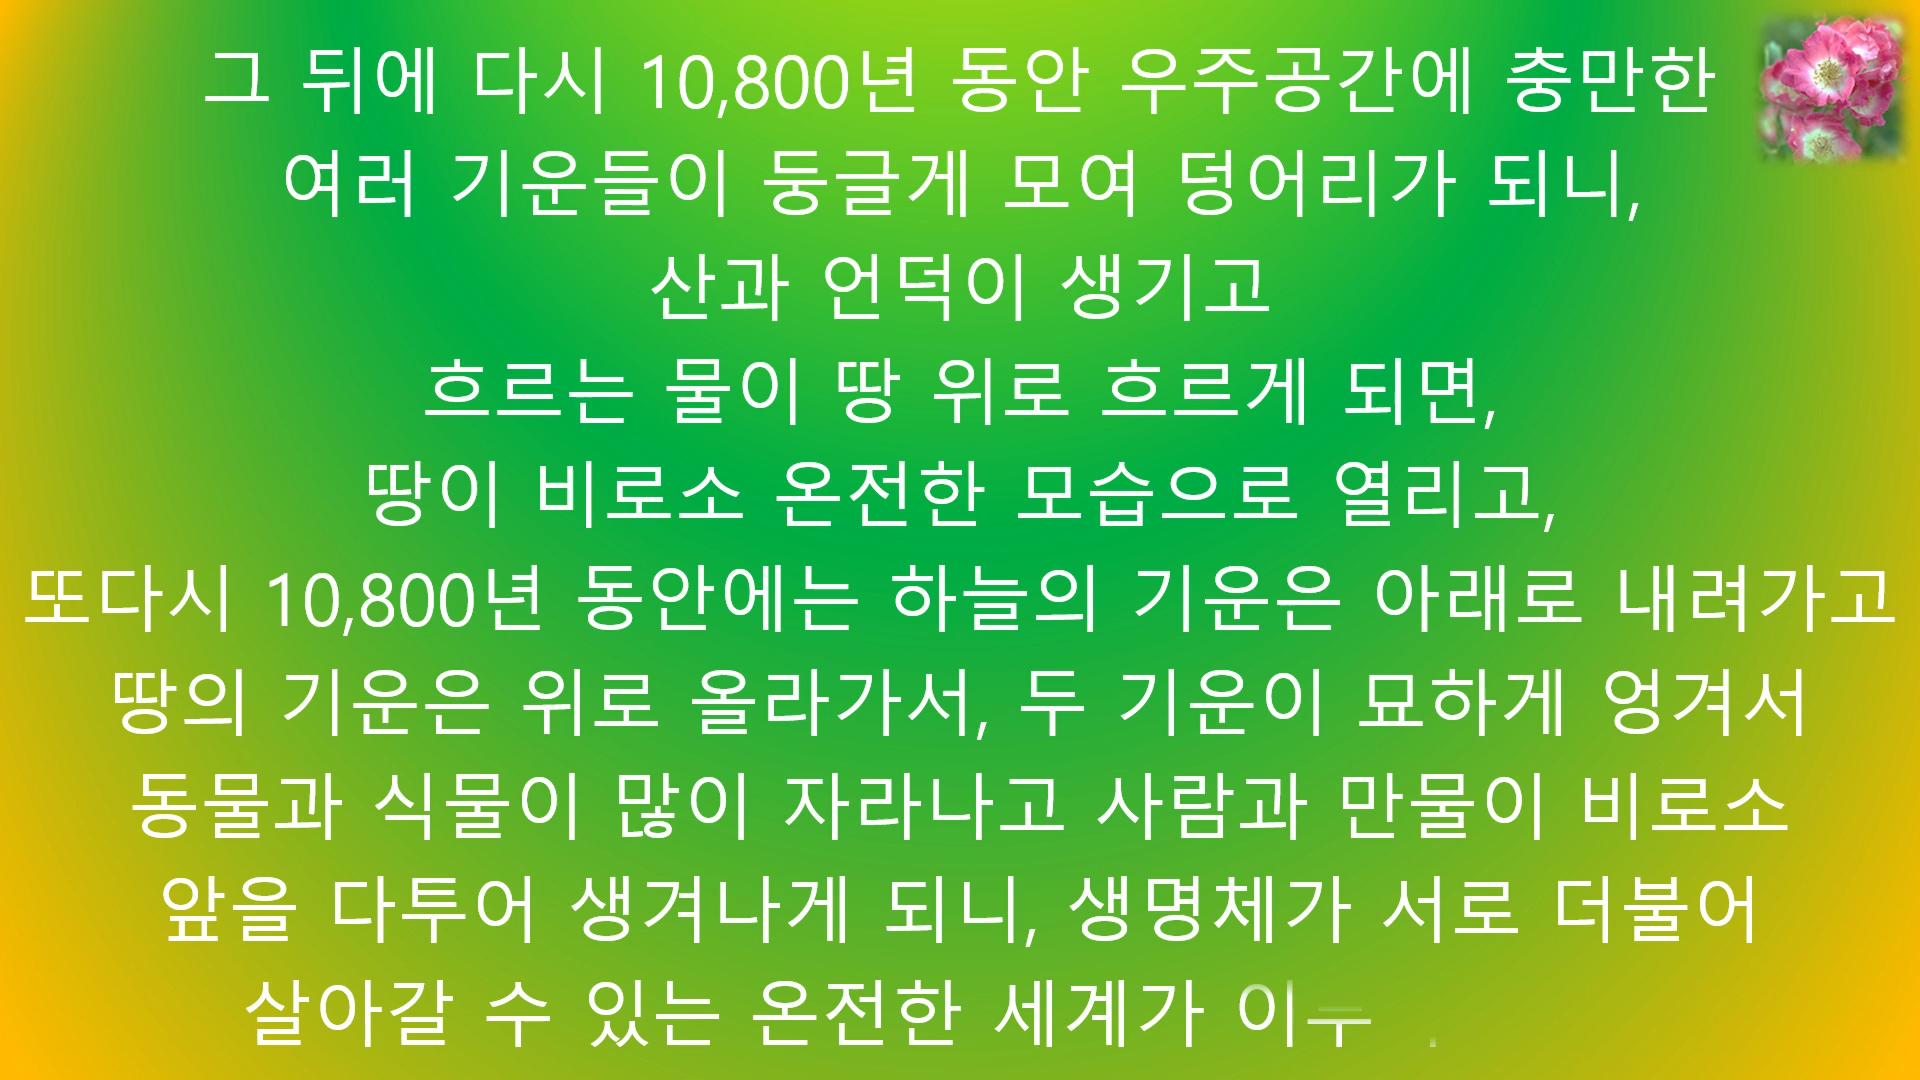 그 뒤에 다시 10,800년 동안 우주공간에 충만한
여러 기운들이 둥글게 모여 덩어리가 되니,
산과 언덕이 생기고
흐르는 물이 땅 위로 흐르게 되면,
땅이 비로소 온전한 모습으로 열리고,
또다시 10,800년 동안에는 하늘의 기운은 아래로 내려가고
땅의 기운은 위로 올라가서, 두 기운이 묘하게 엉겨서
동물과 식물이 많이 자라나고 사람과 만물이 비로소
앞을 다투어 생겨나게 되니, 생명체가 서로 더불어
살아갈 수 있는 온전한 세계가